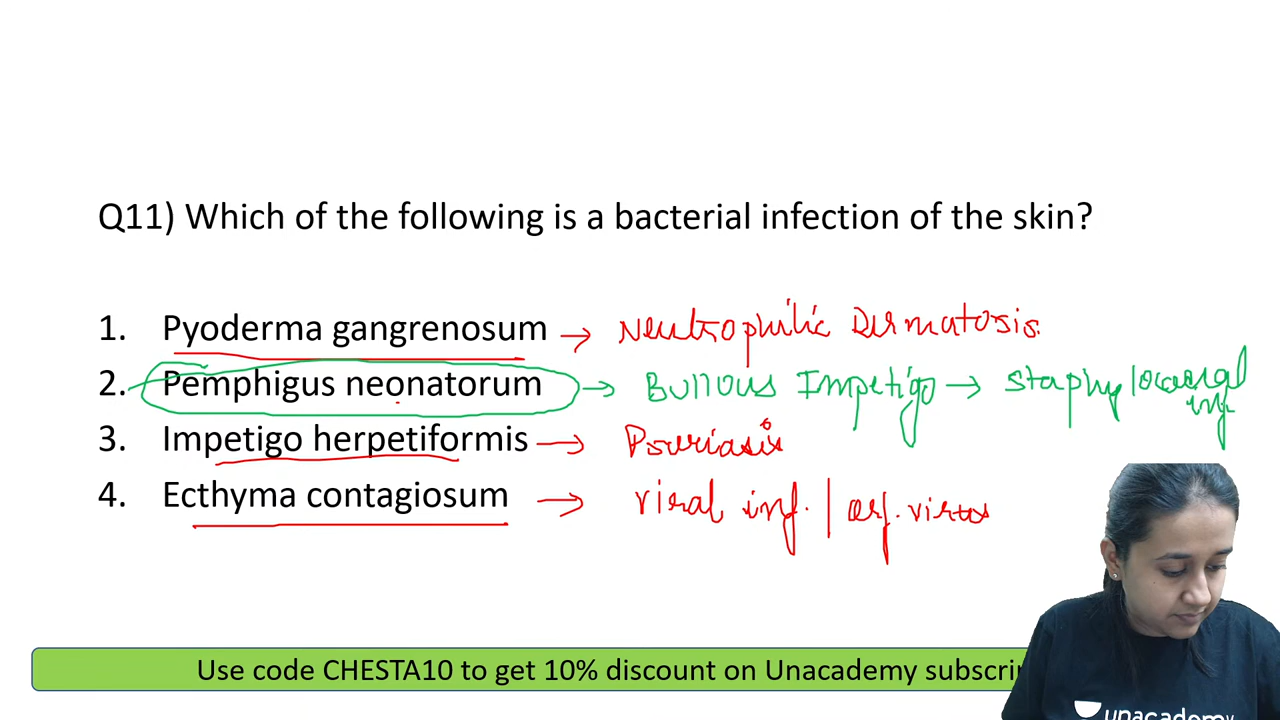 Q11) Which of the following is a bacterial infection of the skin?
1. Pyoderma gangrenosum → Neutrophilic Dermatosis.
2. Pemphigus neonatorum → Bullous Impetigo → Staphylococcal inf.
3. Impetigo herpetiformis → Psoriasis
4. Ecthyma contagiosum → viral inf. | orf. virus
Use code CHESTA10 to get 10% discount on Unacademy subscri
unacademy